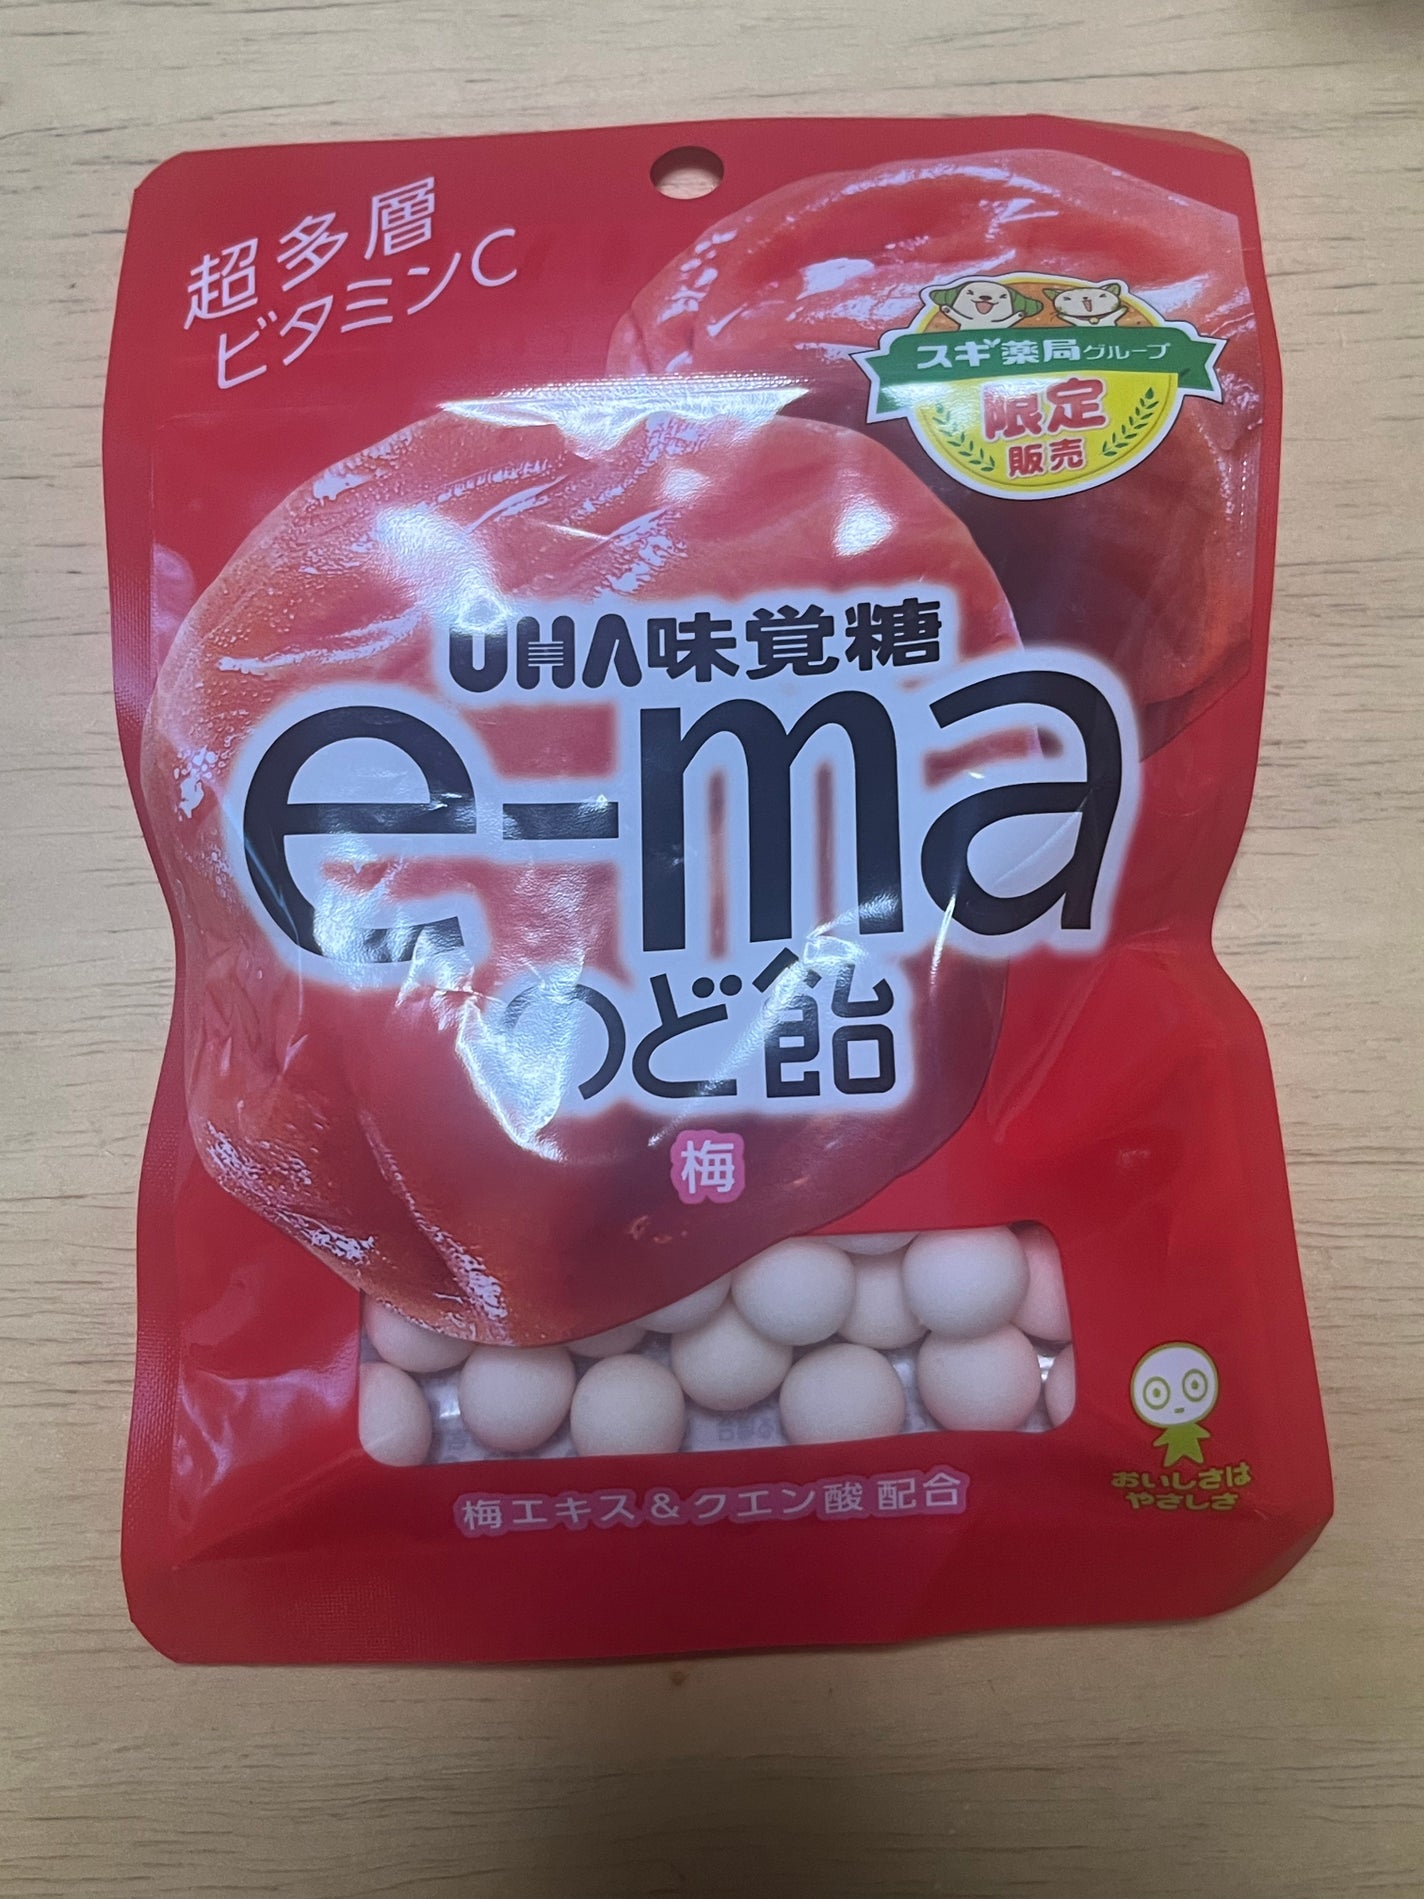 超多層
ビタミンC
スギ薬局グループ
限定
販売
UHA味覚糖
e-ma
のど飴
梅
梅エキス&クエン酸 配合
おいしさは
やさしさ